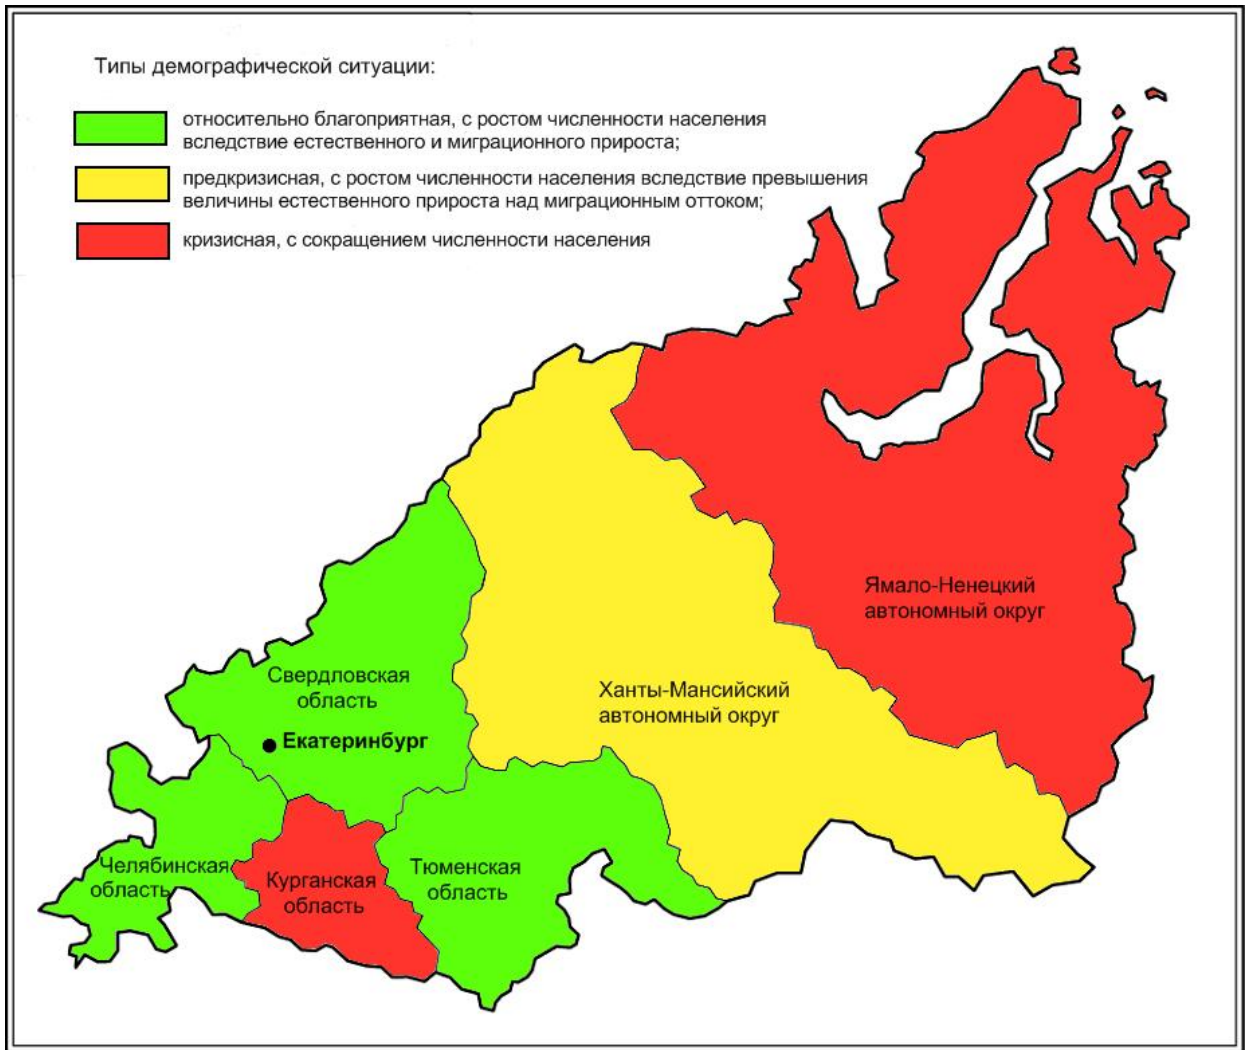 Типы демографической ситуации:
относительно благоприятная, с ростом численности населения
вследствие естественного и миграционного прироста;
предкризисная, с ростом численности населения вследствие превышения
величины естественного прироста над миграционным оттоком;
кризисная, с сокращением численности населения
Ямало-Ненецкий
автономный округ
Свердловская
область
Ханты-Мансийский
автономный округ
Екатеринбург
Челябинская
область
Курганская
область
Тюменская
область